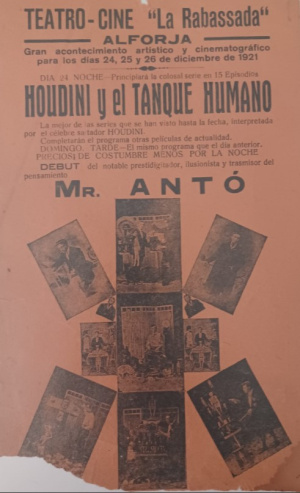 TEATRO-CINE "La Rabassada"
ALFORJA
Gran acontecimiento artístico y cinematográfico
para los días 24, 25 y 26 de diciembre de 1921
DIA 24 NOCHE-Principiará la colosal serie en 15 Episodios
HOUDINI y el TANQUE HUMANO
La mejor de las series que se han visto hasta la fecha, interpretada
por el célebre saltador HOUDINI.
Completarán el programa otras películas de actualidad.
DOMINGO, TARDE-El mismo programa que el día anterior.
PRECIOS DE COSTUMBRE MENOS POR LA NOCHE
DEBUT del notable prestidigitador, ilusionista y trasmisor del
pensamiento
MR. ANTÓ